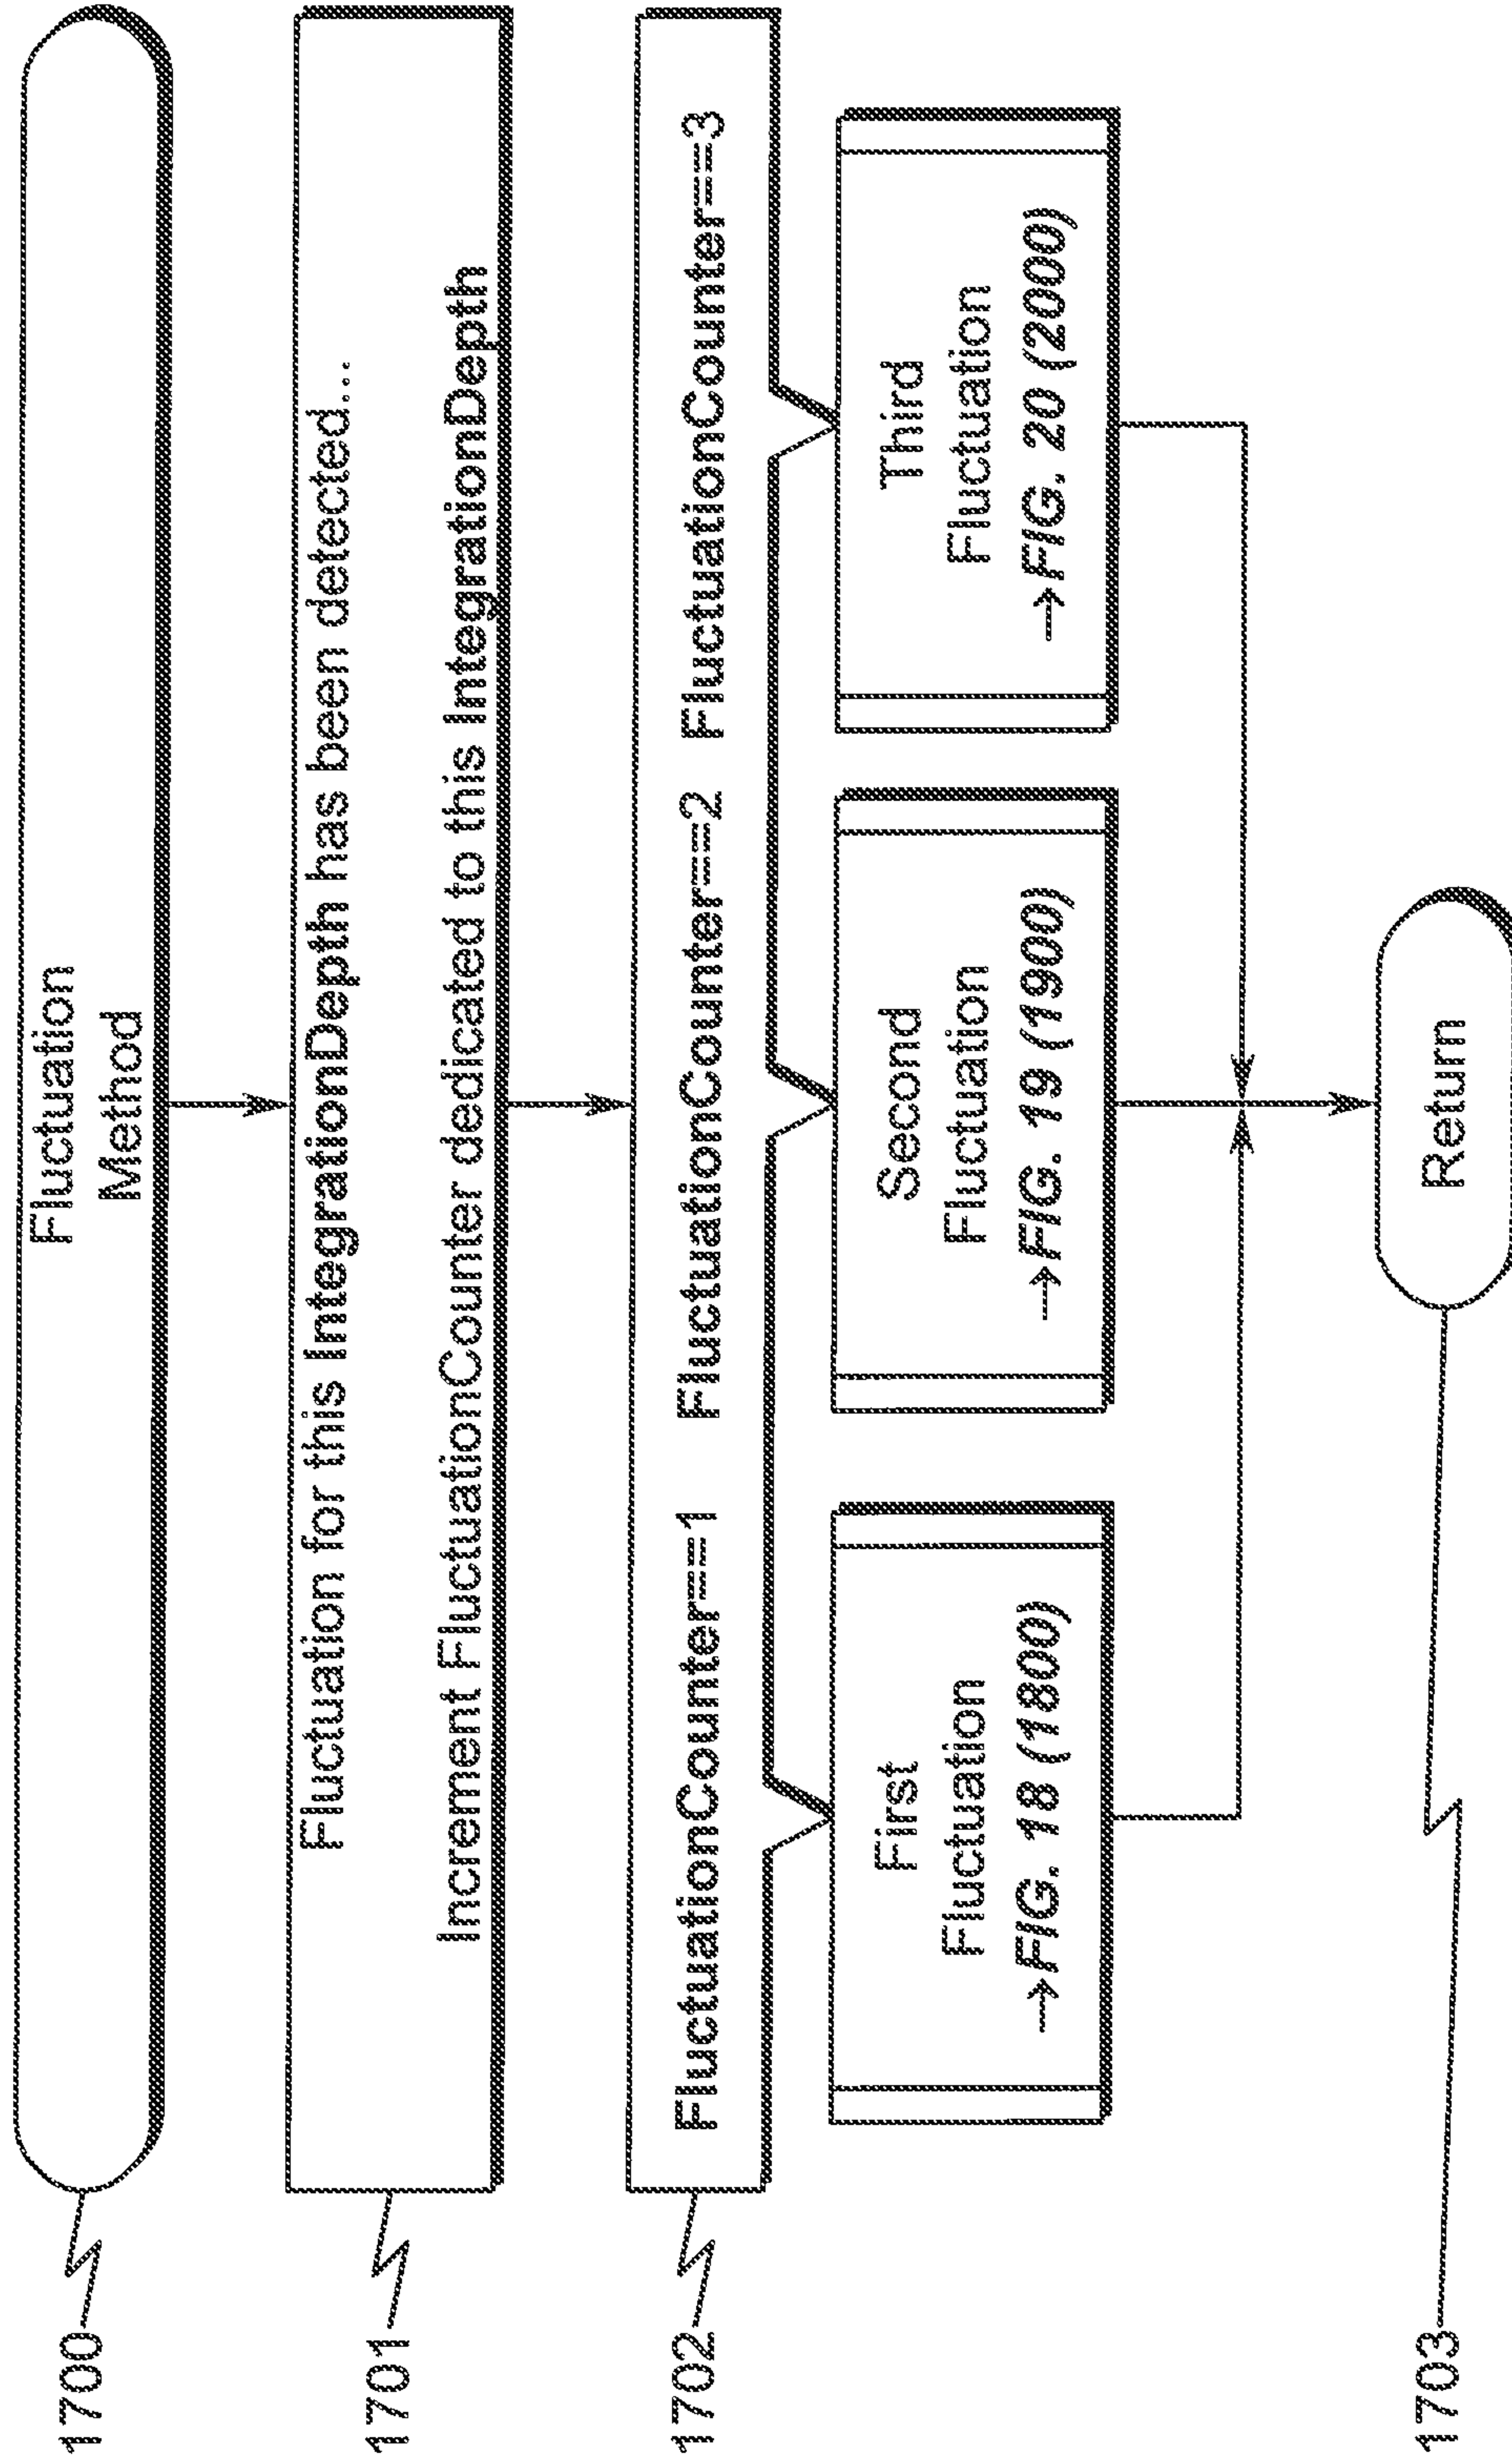 1700
Fluctuation
Method
1701
Fluctuation for this IntegrationDepth has been detected...
Increment FluctuationCounter dedicated to this IntegrationDepth
1702
FluctuationCounter==1 FluctuationCounter==2 FluctuationCounter==3
First
Fluctuation
→FIG. 18 (1800)
Second
Fluctuation
→FIG. 19 (1900)
Third
Fluctuation
→FIG. 20 (2000)
1703
Return